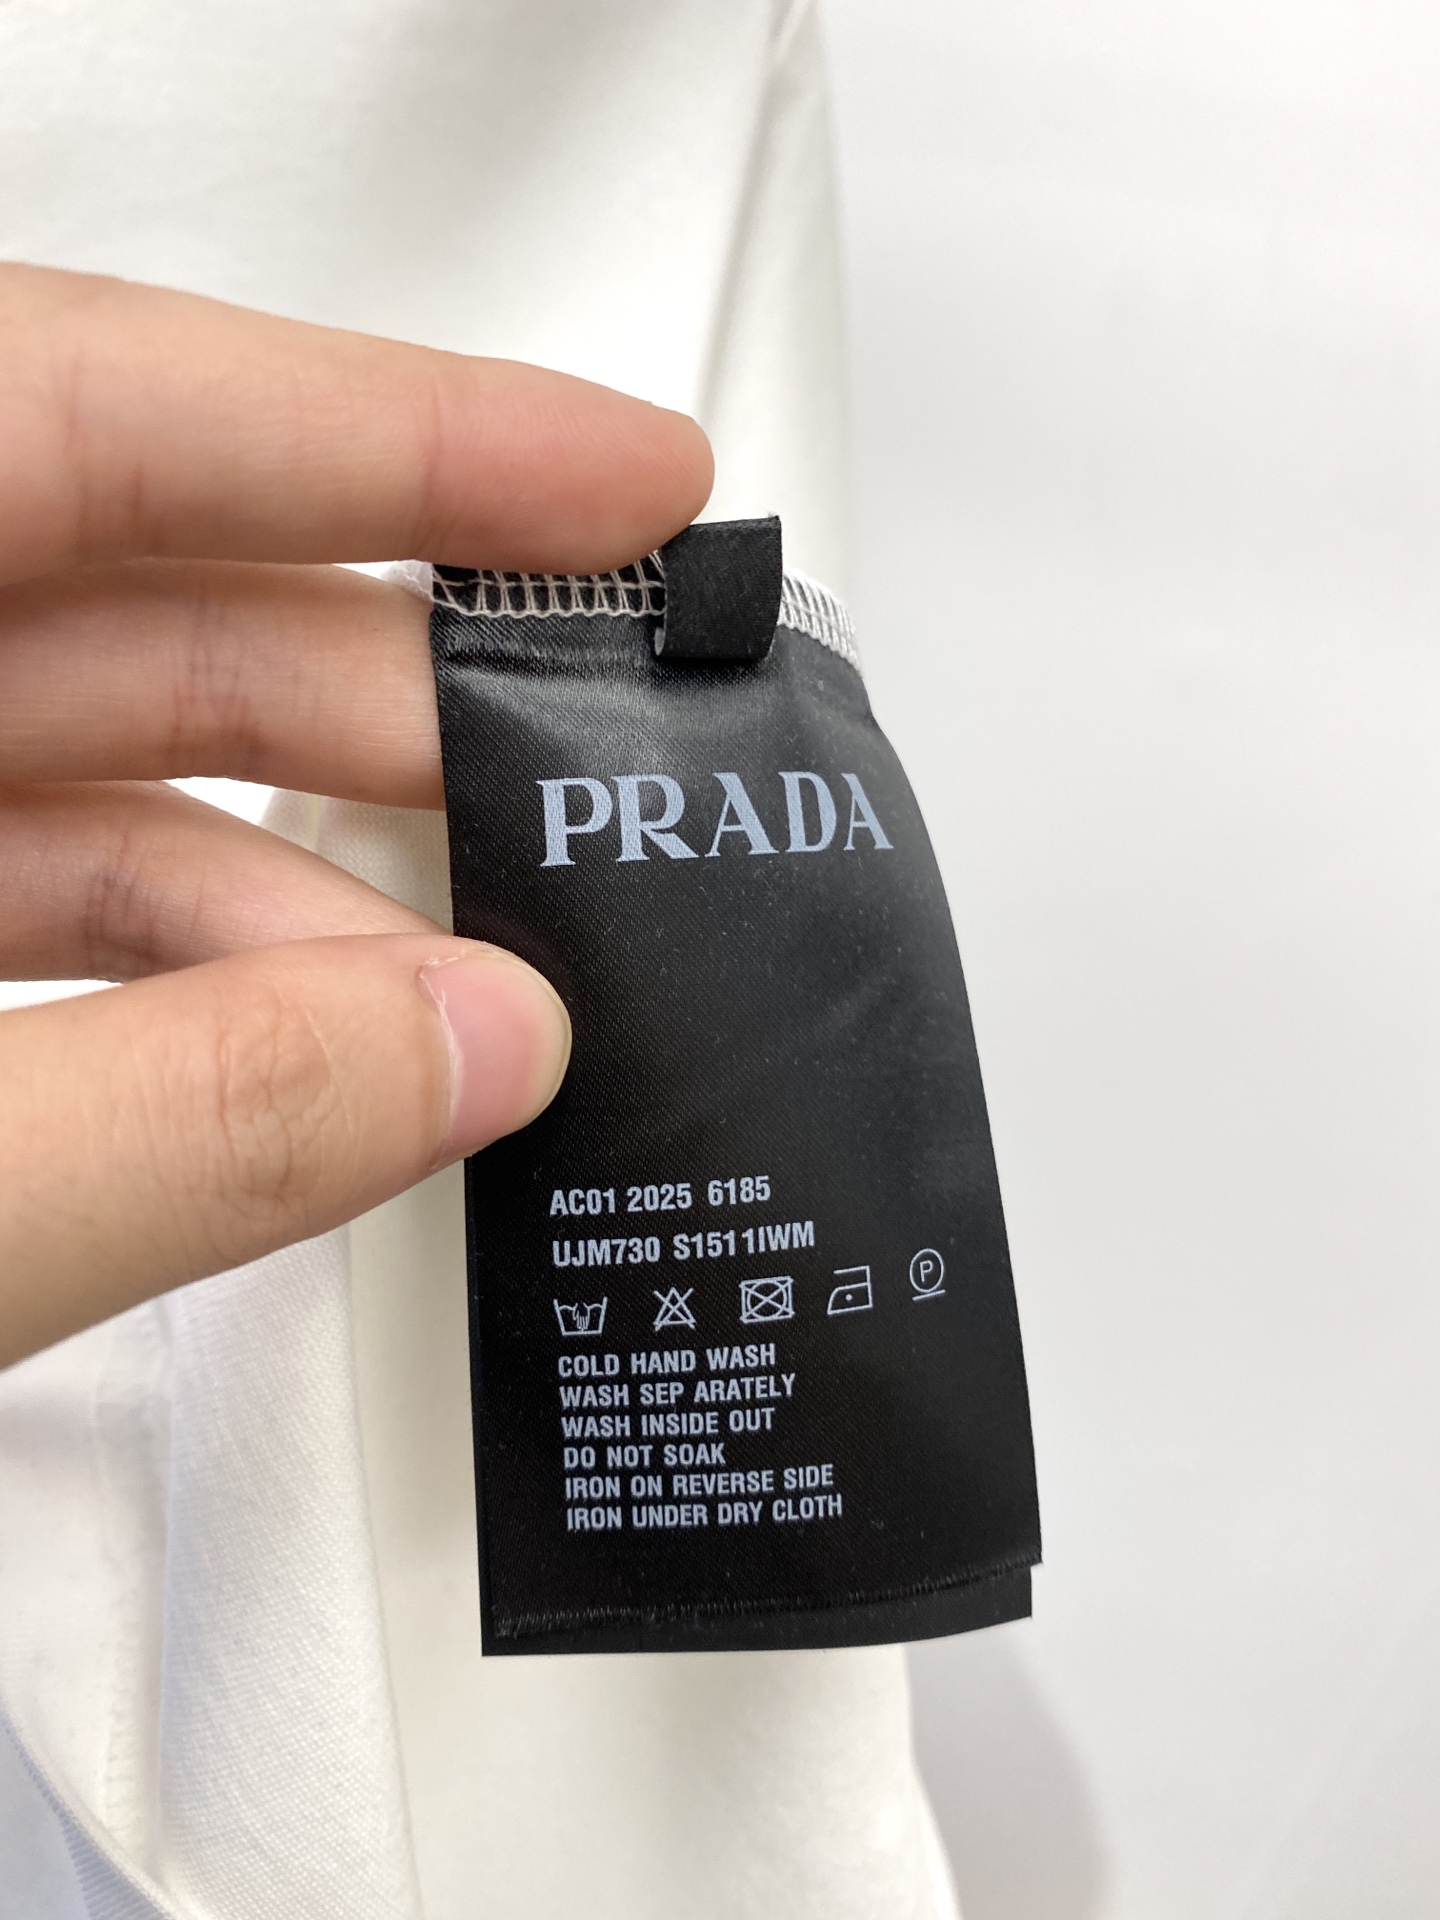 PRADA
AC01 2025 6185
UJM730 S1511IWM
P
COLD HAND WASH
WASH SEP ARATELY
WASH INSIDE OUT
DO NOT SOAK
IRON ON REVERSE SIDE
IRON UNDER DRY CLOTH